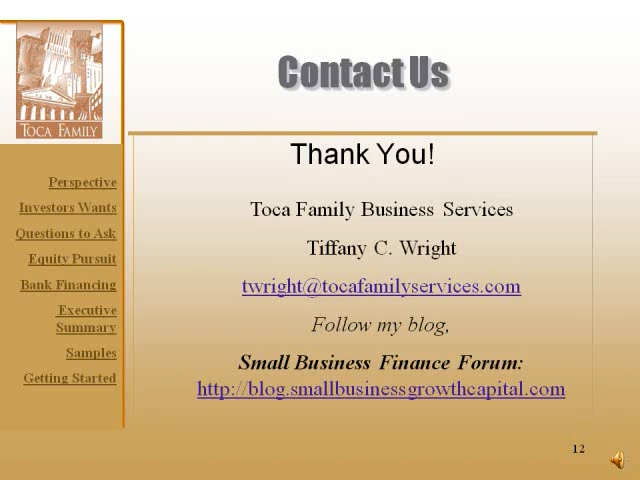 Contact Us
TOCA FAMILY
Perspective
Investors Wants
Questions to Ask
Equity Pursuit
Bank Financing
Executive
Summary
Samples
Getting Started
Thank You!
Toca Family Business Services
Tiffany C. Wright
twright@tocafamilyservices.com
Follow my blog,
Small Business Finance Forum:
http://blog.smallbusinessgrowthcapital.com
12